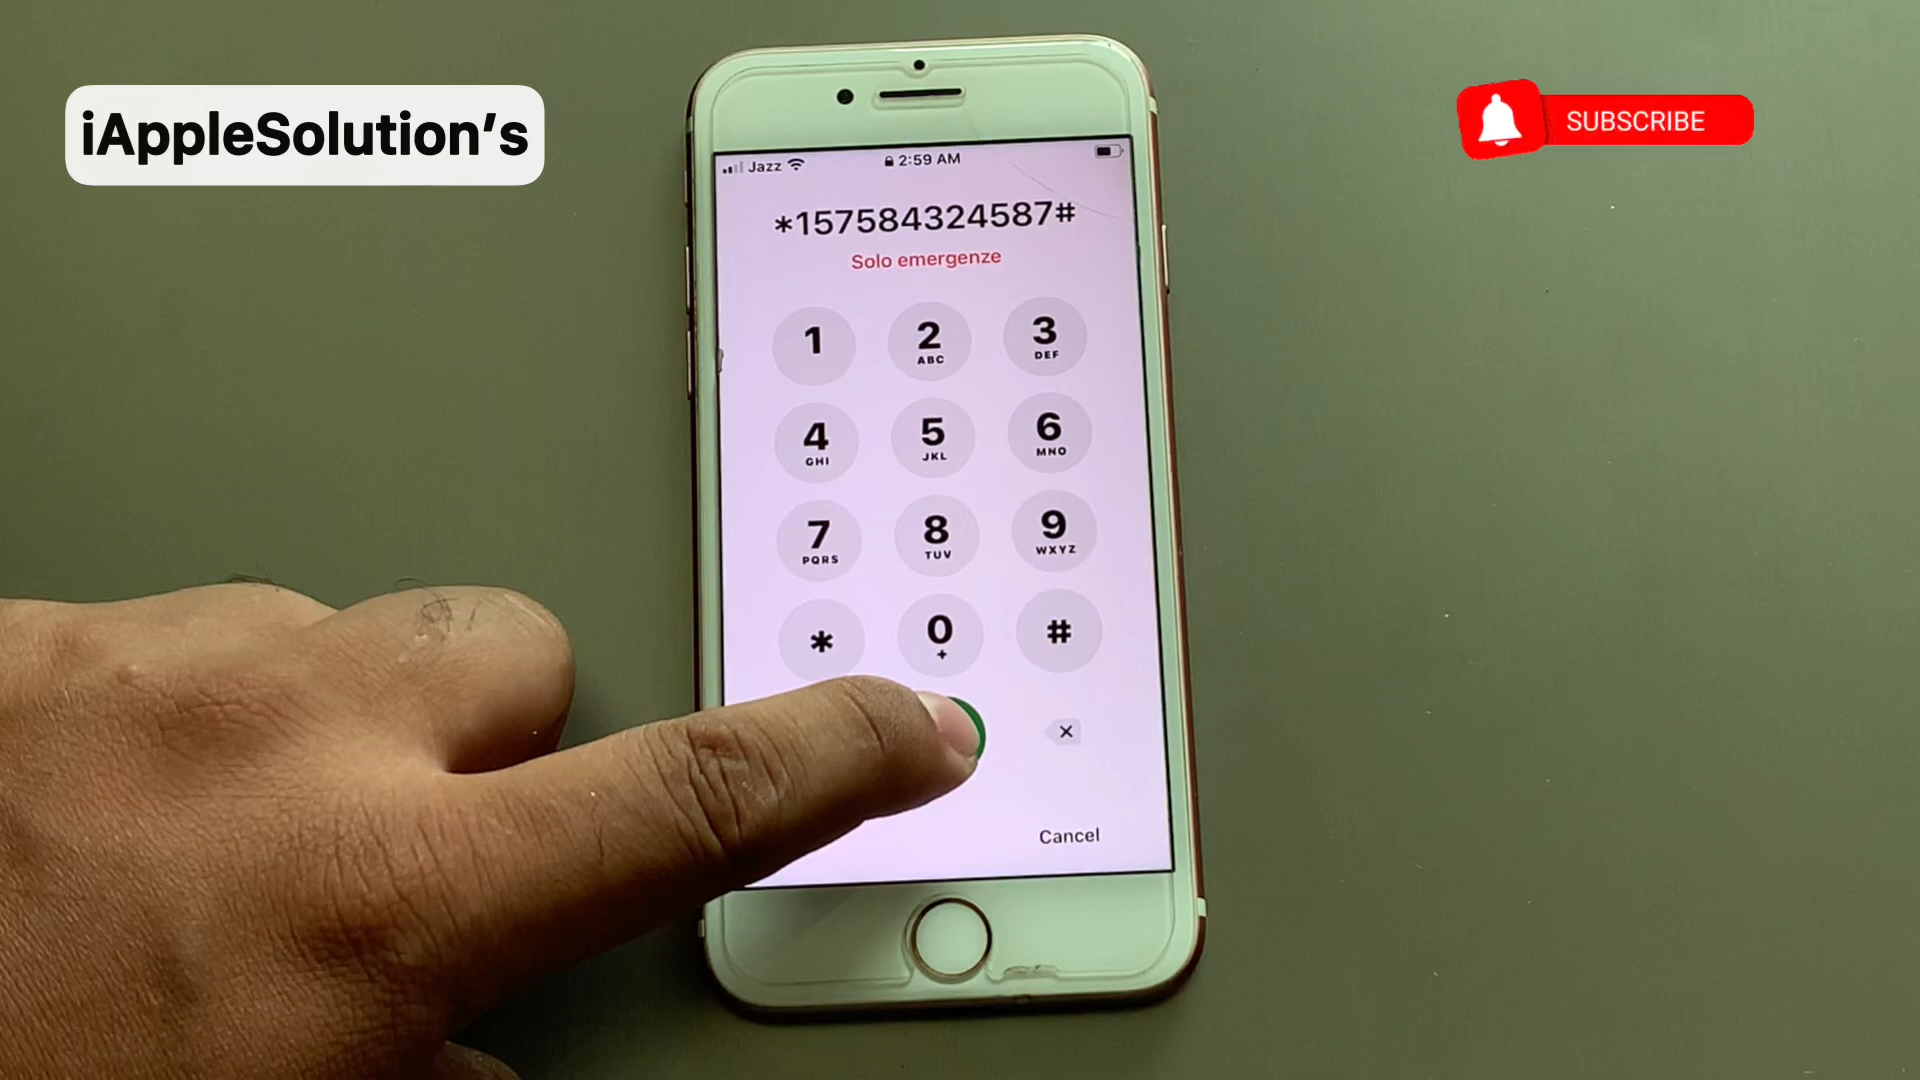 iAppleSolution’s
SUBSCRIBE
Jazz
2:59 AM
*157584324587#
Solo emergenze
1
2
ABC
3
DEF
4
GHI
5
JKL
6
MNO
7
PQRS
8
TUV
9
WXYZ
*
0
+
#
Cancel